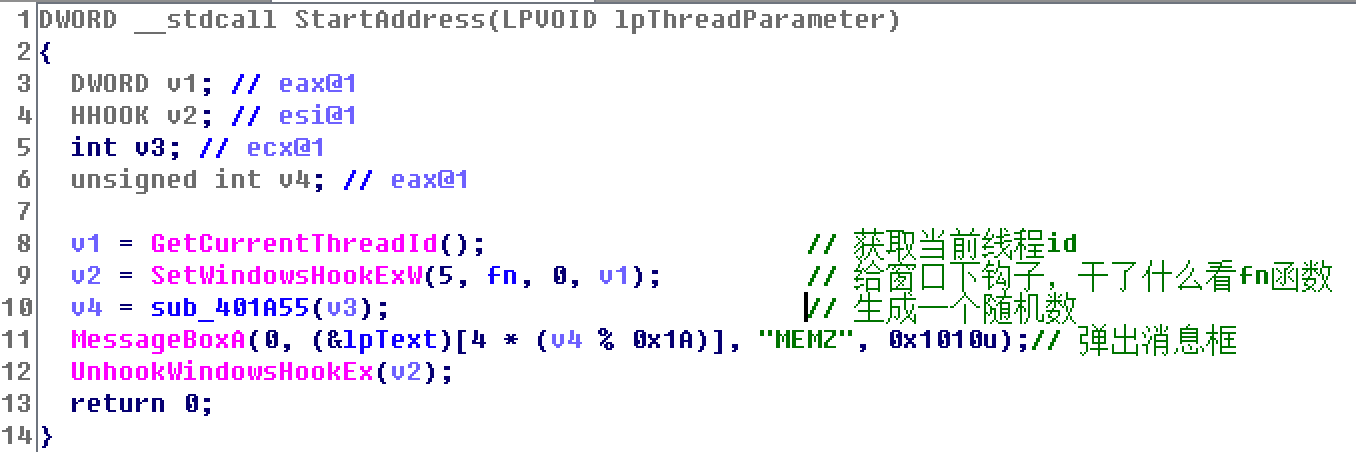 1 DWORD __stdcall StartAddress(LPVOID lpThreadParameter)
2 {
3 DWORD v1; // eax@1
4 HHOOK v2; // esi@1
5 int v3; // ecx@1
6 unsigned int v4; // eax@1
7
8 v1 = GetCurrentThreadId(); // 获取当前线程id
9 v2 = SetWindowsHookExW(5, fn, 0, v1); // 给窗口下钩子，干了什么看fn函数
10 v4 = sub_401A55(v3); // 生成一个随机数
11 MessageBoxA(0, (&lpText)[4 * (v4 % 0x1A)], "MEMZ", 0x1010u);// 弹出消息框
12 UnhookWindowsHookEx(v2);
13 return 0;
14 }